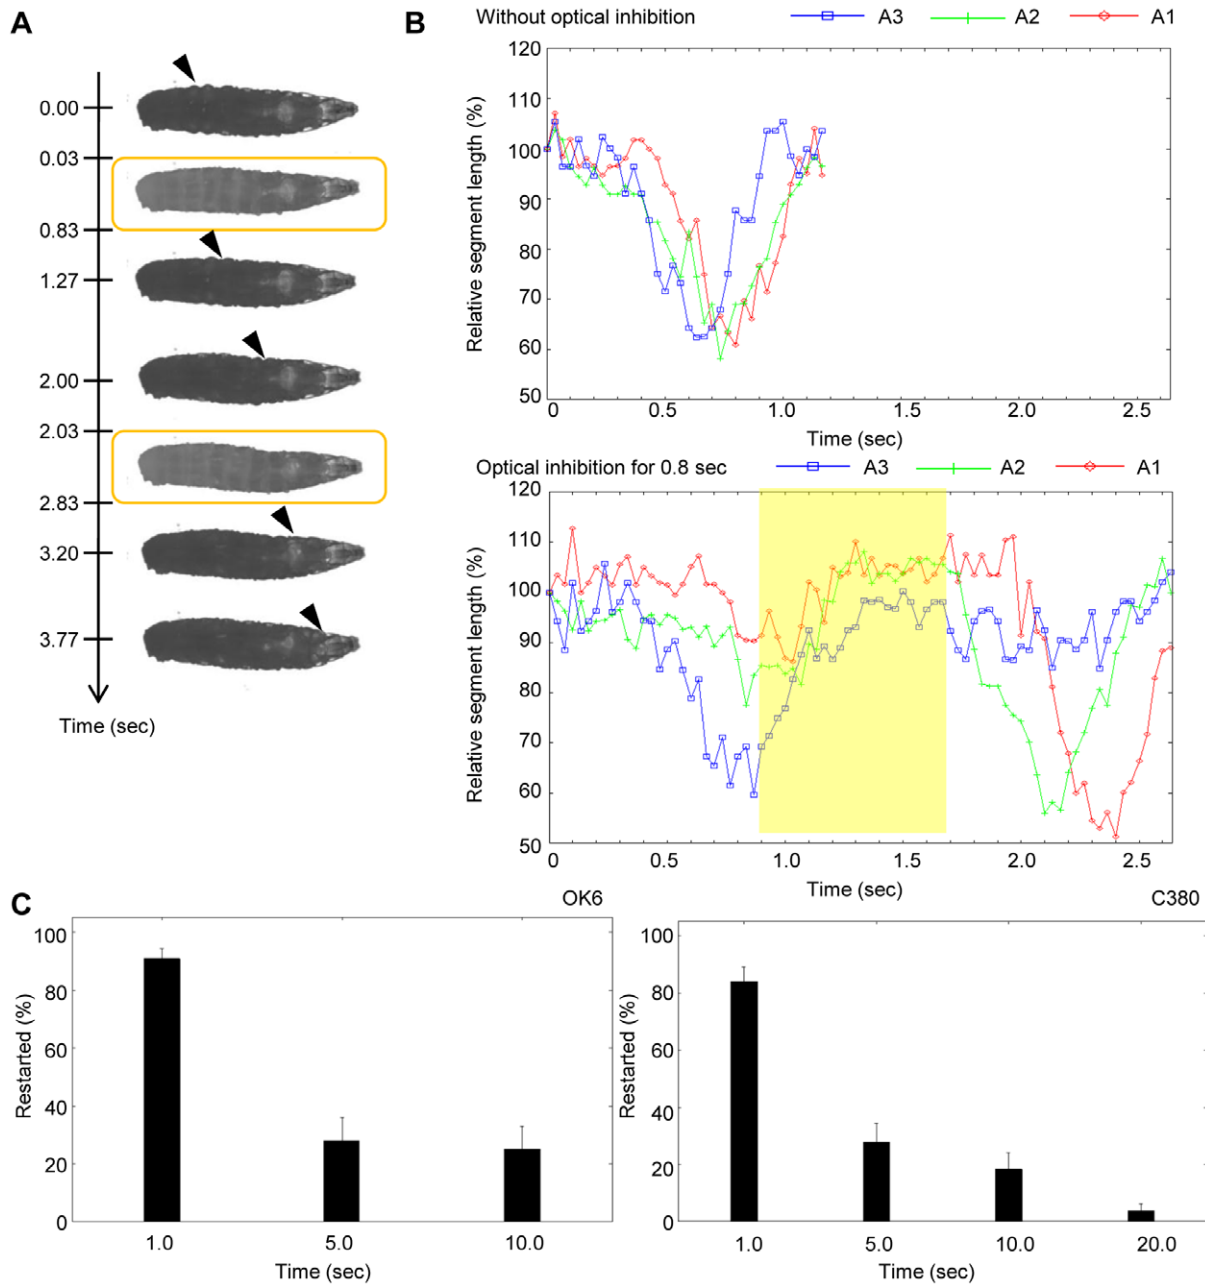 A
0.00
0.03
0.83
1.27
2.00
2.03
2.83
3.20
3.77
Time (sec)
B
Without optical inhibition A3 A2 A1
120
110
100
90
80
70
60
50
Relative segment length (%)
0 0.5 1.0 1.5 2.0 2.5
Time (sec)
Optical inhibition for 0.8 sec A3 A2 A1
120
110
100
90
80
70
60
50
Relative segment length (%)
0 0.5 1.0 1.5 2.0 2.5
Time (sec)
C
OK6
100
80
60
40
20
0
Restarted (%)
1.0 5.0 10.0
Time (sec)
C380
100
80
60
40
20
0
Restarted (%)
1.0 5.0 10.0 20.0
Time (sec)